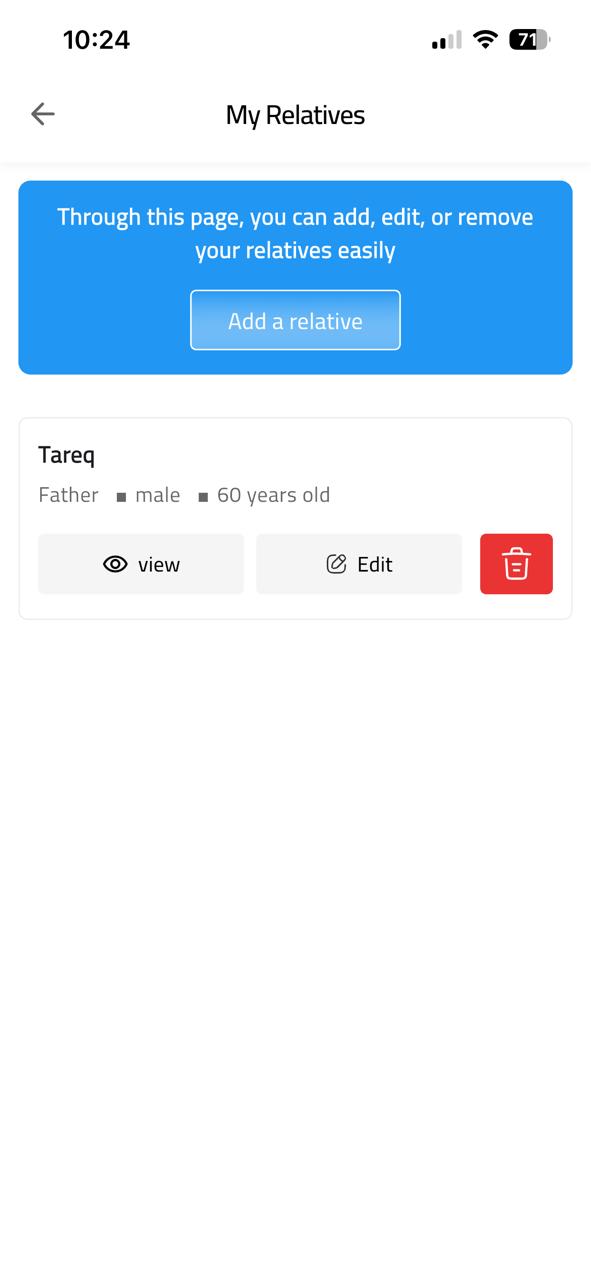 10:24
71
My Relatives
Through this page, you can add, edit, or remove
your relatives easily
Add a relative
Tareq
Father ■ male ■ 60 years old
view
Edit